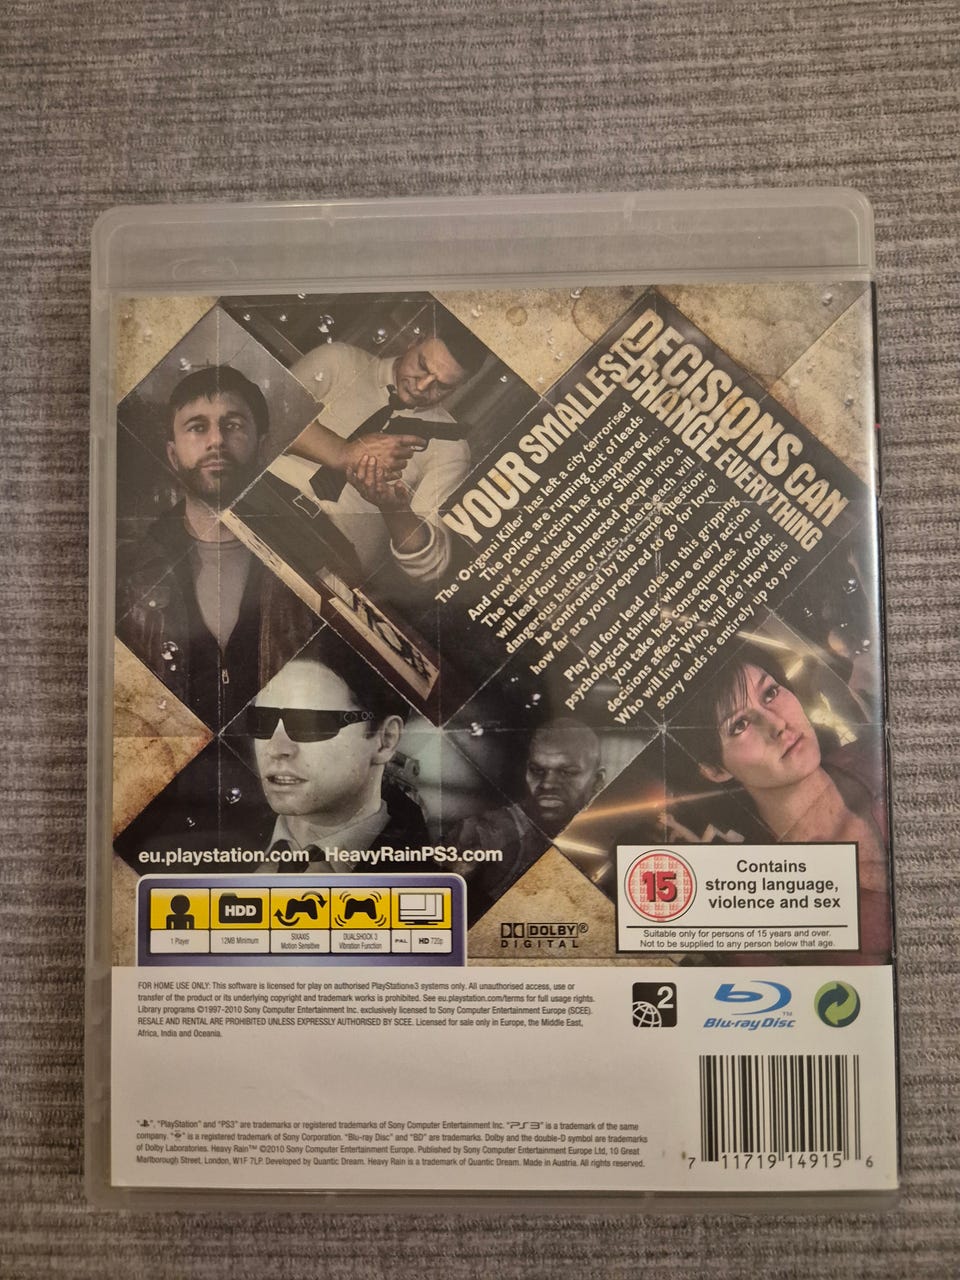 YOUR SMALLEST
DECISIONS CAN
CHANGE EVERYTHING
The 'Origami Killer' has left a city terrorised
The police are running out of leads
And now a new victim has disappeared...
The tension-soaked hunt for Shaun Mars
will lead four unconnected people into a
dangerous battle of wits, where each will
be confronted by the same question:
how far are you prepared to go for love?
Play all four lead roles in this gripping
psychological thriller where every action
you take has consequences. Your
decisions affect how the plot unfolds
Who will live? Who will die? How this
story ends is entirely up to you
eu.playstation.com HeavyRainPS3.com
HDD
1 Player
12MB Minimum
SIXAXIS
Motion Sensitive
DUALSHOCK 3
Vibration Function
PAL
HD 720p
DOLBY®
DIGITAL
15
Contains
strong language,
violence and sex
Suitable only for persons of 15 years and over.
Not to be supplied to any person below that age.
FOR HOME USE ONLY: This software is licensed for play on authorised PlayStation®3 systems only. All unauthorised access, use or
transfer of the product or its underlying copyright and trademark works is prohibited. See eu.playstation.com/terms for full usage rights.
Library programs ©1997-2010 Sony Computer Entertainment Inc. exclusively licensed to Sony Computer Entertainment Europe (SCEE).
RESALE AND RENTAL ARE PROHIBITED UNLESS EXPRESSLY AUTHORISED BY SCEE. Licensed for sale only in Europe, the Middle East,
Africa, India and Oceania.
2
Blu-ray Disc™
" ", "PlayStation" and "PS3" are trademarks or registered trademarks of Sony Computer Entertainment Inc. "PS3" is a trademark of the same
company. " " is a registered trademark of Sony Corporation. "Blu-ray Disc" and "BD" are trademarks. Dolby and the double-D symbol are trademarks
of Dolby Laboratories. Heavy Rain™ ©2010 Sony Computer Entertainment Europe. Published by Sony Computer Entertainment Europe Ltd, 10 Great
Marlborough Street, London, W1F 7LP. Developed by Quantic Dream. Heavy Rain is a trademark of Quantic Dream. Made in Austria. All rights reserved.
7 11719 14915 6